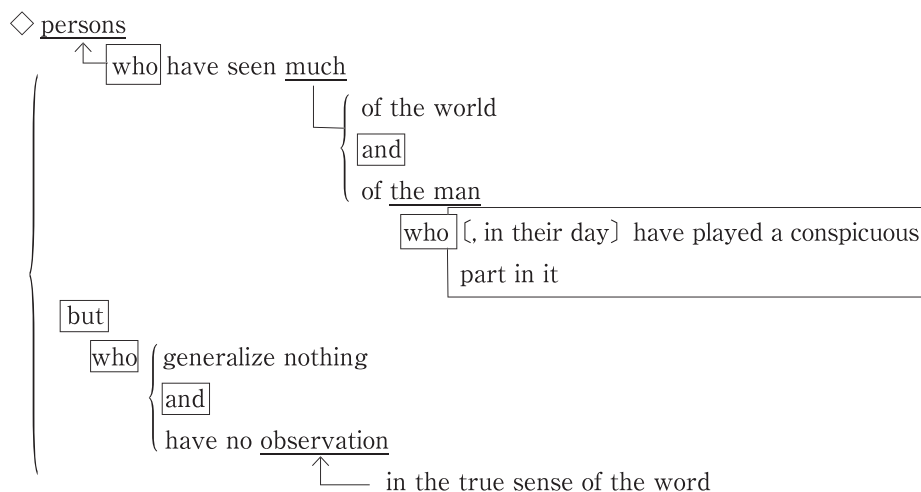 ◇ persons
who have seen much
of the world
and
of the man
who 〔, in their day〕 have played a conspicuous
part in it
but
who generalize nothing
and
have no observation
in the true sense of the word